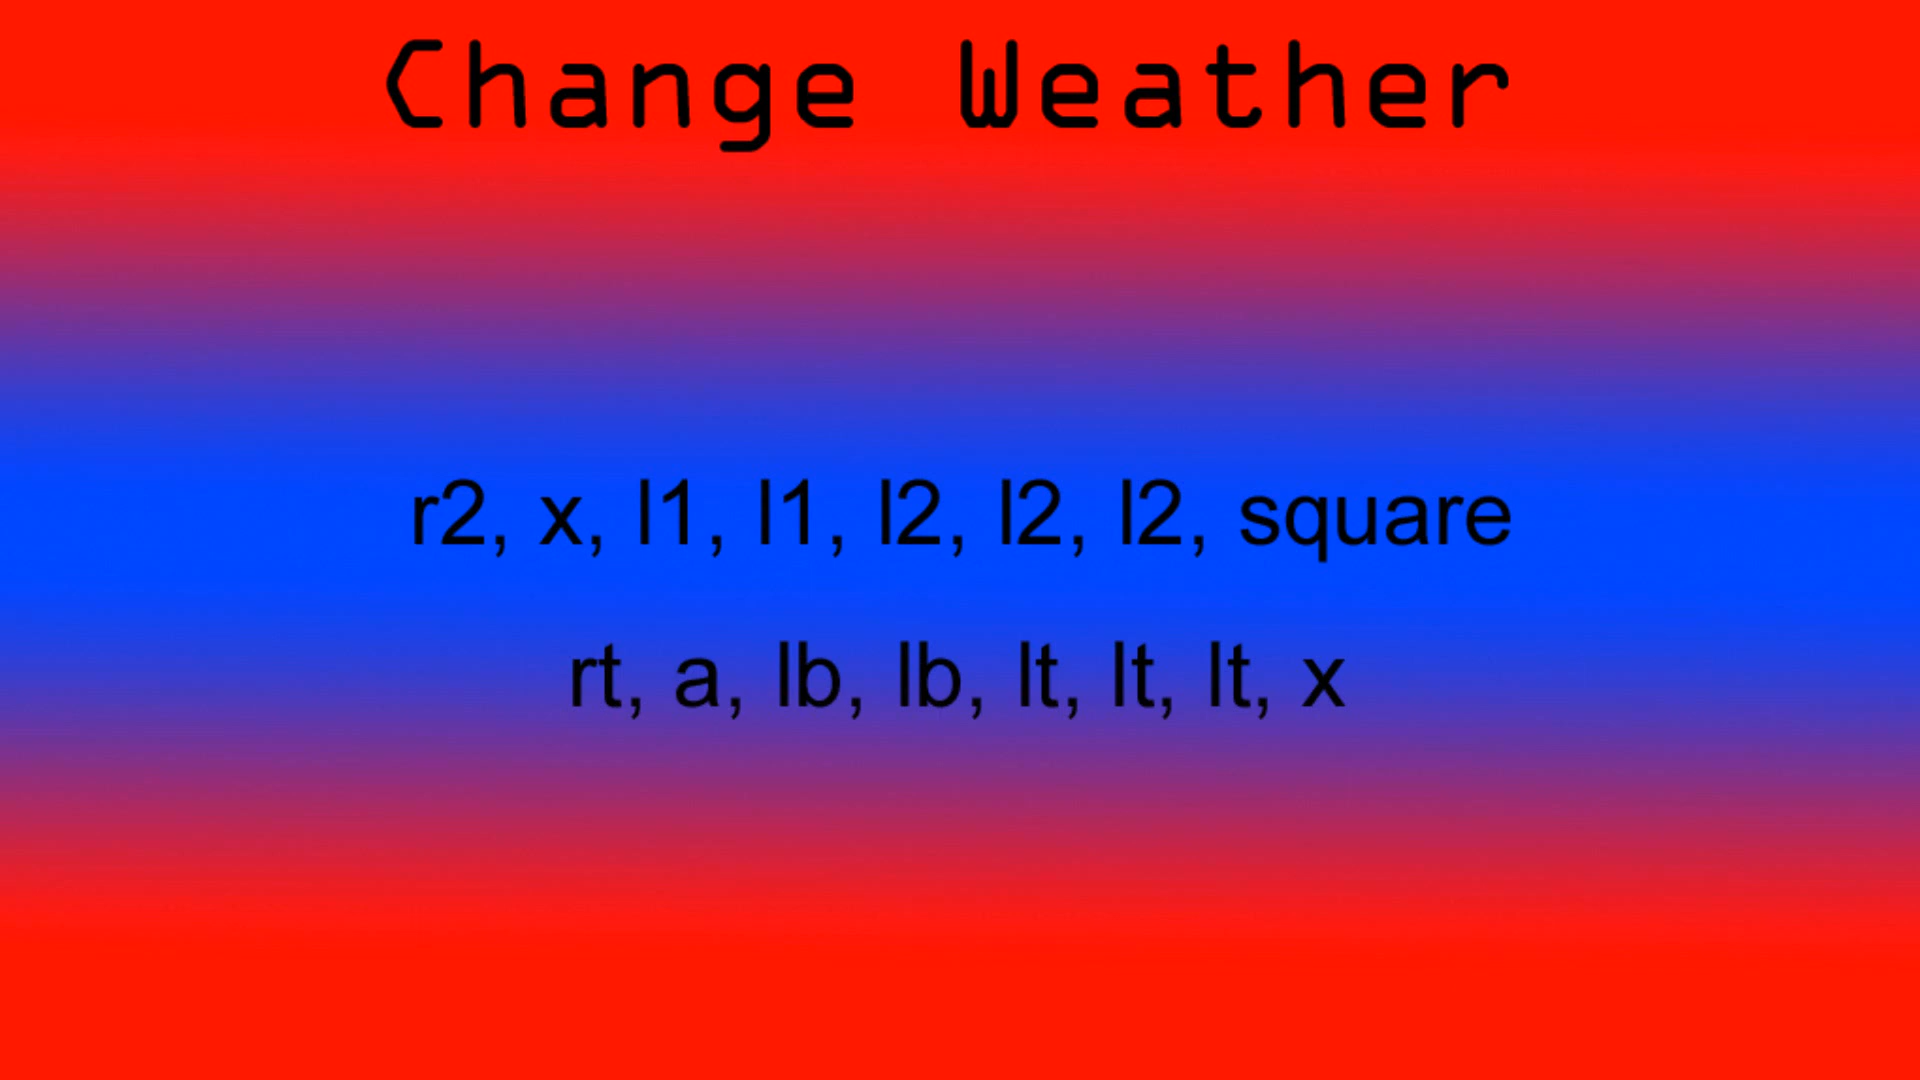 Change Weather
r2, x, l1, l1, l2, l2, l2, square
rt, a, lb, lb, lt, lt, lt, x